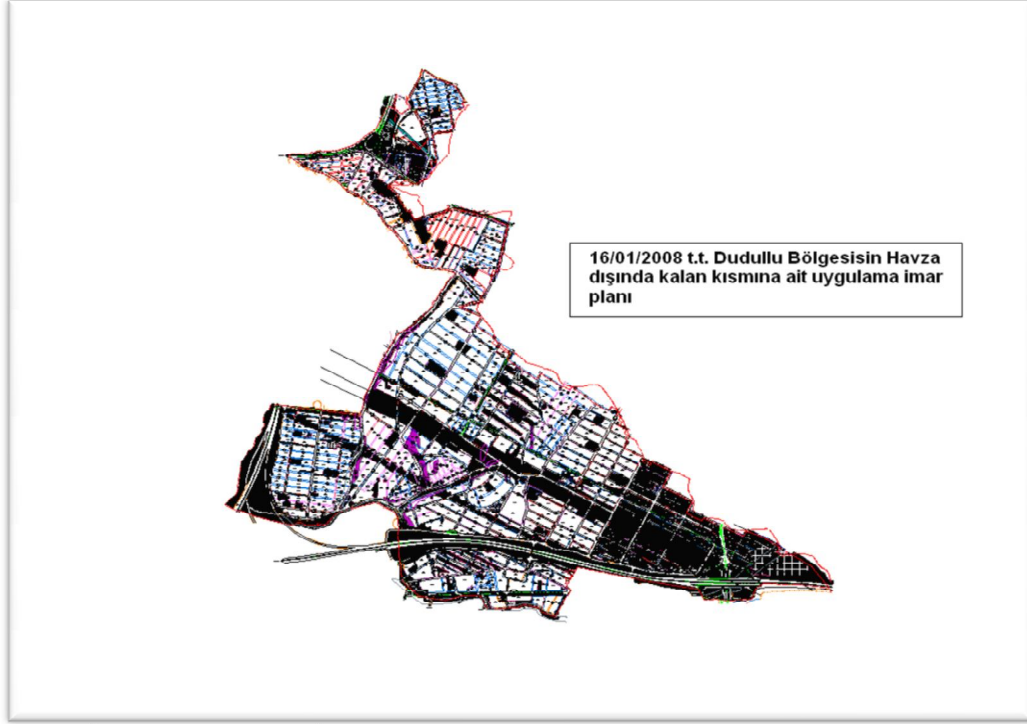 16/01/2008 t.t. Dudullu Bölgesisin Havza
dışında kalan kısmına ait uygulama imar
planı